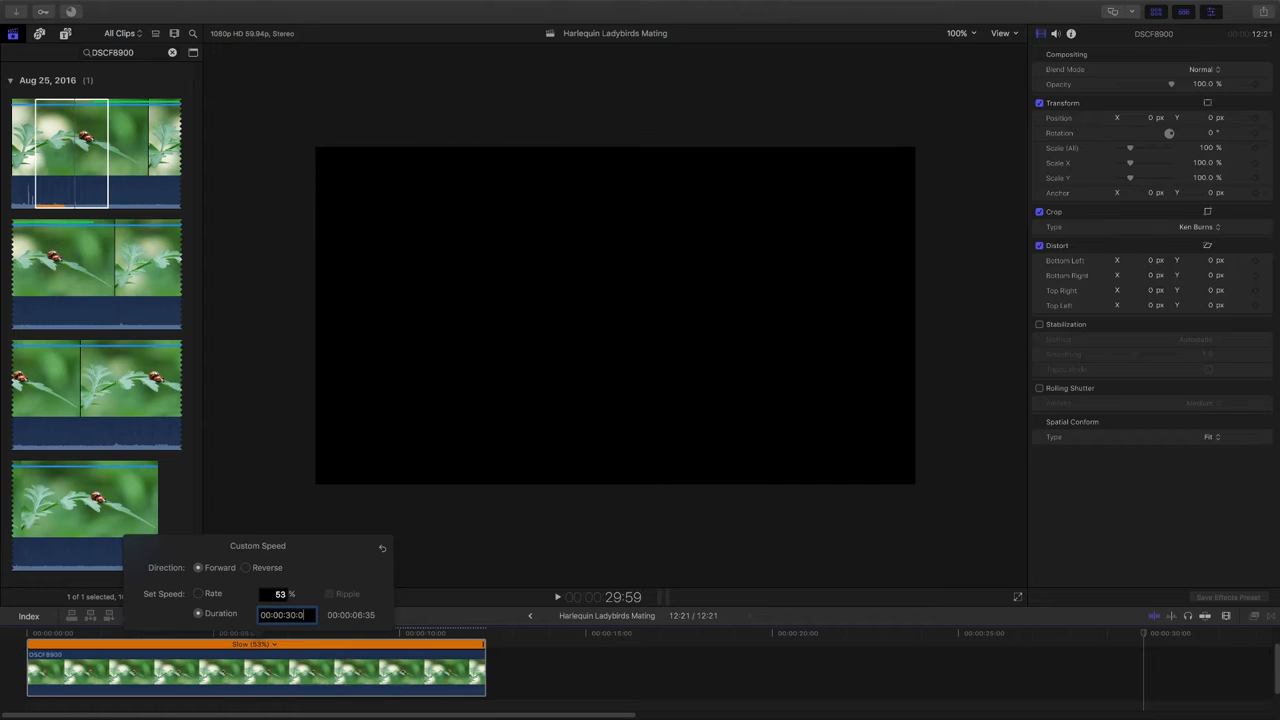 All Clips
1080p HD 59.94p, Stereo
Harlequin Ladybirds Mating
100%
View
DSCF8900
12:21
DSCF8900
Compositing
Blend Mode
Normal
Opacity
100.0 %
Aug 25, 2016 (1)
Transform
Position
X 0 px Y 0 px
Rotation
0 °
Scale (All)
100 %
Scale X
100.0 %
Scale Y
100.0 %
Anchor
X 0 px Y 0 px
Crop
Type
Ken Burns
Distort
Bottom Left
X 0 px Y 0 px
Bottom Right
X 0 px Y 0 px
Top Right
X 0 px Y 0 px
Top Left
X 0 px Y 0 px
Stabilization
Automatic
Smoothing
Rolling Shutter
Medium
Spatial Conform
Type
Fit
Custom Speed
Direction: Forward Reverse
Set Speed: Rate 53 % Ripple
Duration 00:00:30:0 00:00:06:35
1 of 1 selected, 10
00:00:00 29:59
Save Effects Preset
Index
Harlequin Ladybirds Mating
12:21 / 12:21
00:00:00:00
00:00:10:00
00:00:15:00
00:00:20:00
00:00:25:00
00:00:30:00
Slow (53%)
DSCF8900